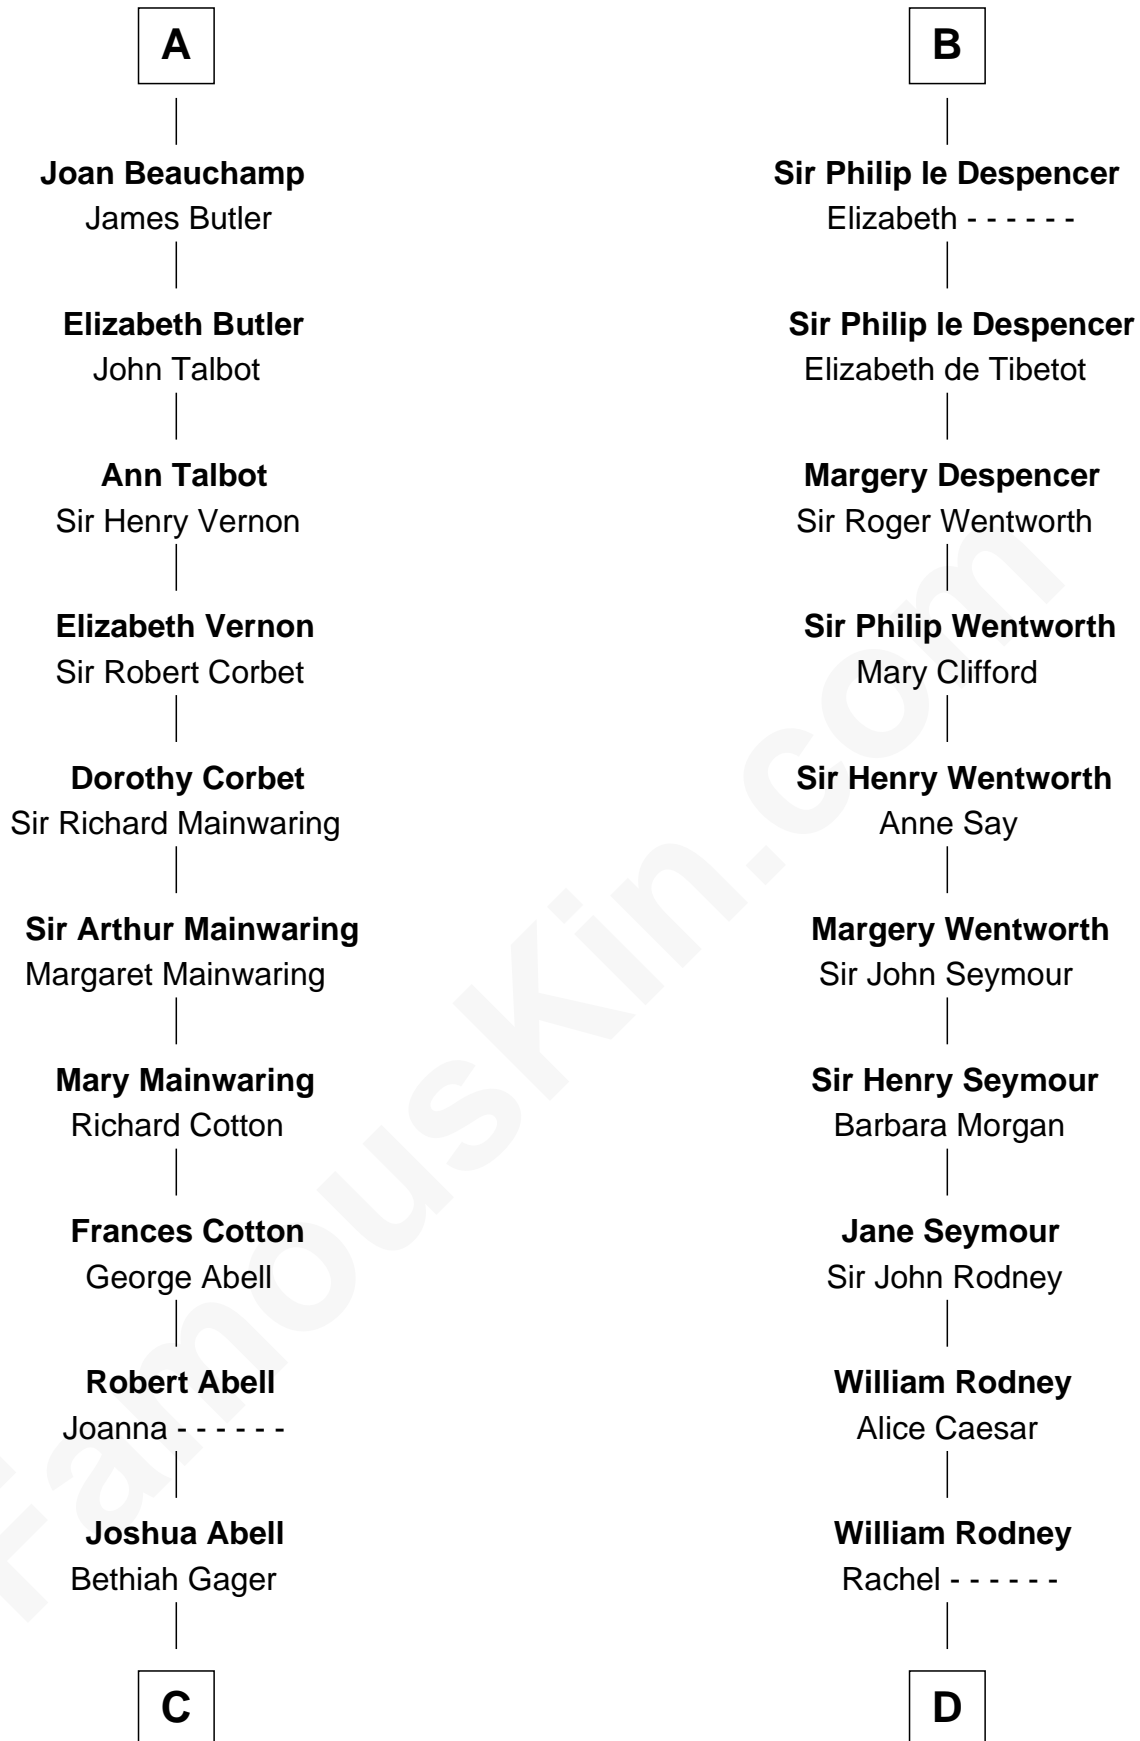 A
Joan Beauchamp
James Butler
Elizabeth Butler
John Talbot
Ann Talbot
Sir Henry Vernon
Elizabeth Vernon
Sir Robert Corbet
Dorothy Corbet
Sir Richard Mainwaring
Sir Arthur Mainwaring
Margaret Mainwaring
Mary Mainwaring
Richard Cotton
Frances Cotton
George Abell
Robert Abell
Joanna - - - - - -
Joshua Abell
Bethiah Gager
C
B
Sir Philip le Despencer
Elizabeth - - - - - -
Sir Philip le Despencer
Elizabeth de Tibetot
Margery Despencer
Sir Roger Wentworth
Sir Philip Wentworth
Mary Clifford
Sir Henry Wentworth
Anne Say
Margery Wentworth
Sir John Seymour
Sir Henry Seymour
Barbara Morgan
Jane Seymour
Sir John Rodney
William Rodney
Alice Caesar
William Rodney
Rachel - - - - - -
D
FamousKin.com